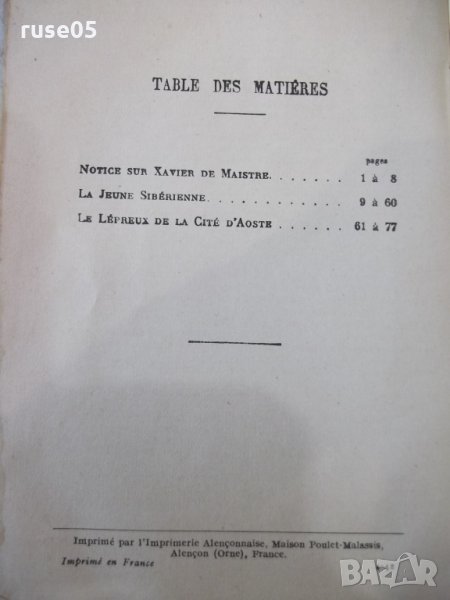 ruse05
TABLE DES MATIÈRES
pages
NOTICE SUR XAVIER DE MAISTRE. . . . . . . 1 à 8
LA JEUNE SIBÉRIENNE. . . . . . . . . . . 9 à 60
LE LÉPREUX DE LA CITÉ D'AOSTE . . . . . . 61 à 77
Imprimé par l'Imprimerie Alençonnaise, Maison Poulet-Malassis,
Alençon (Orne), France.
Imprimé en France
BAZAR